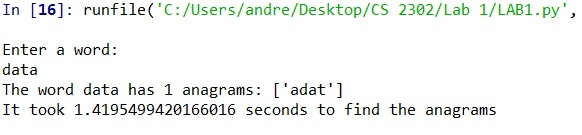 In [16]: runfile('C:/Users/andre/Desktop/CS 2302/Lab 1/LAB1.py',
Enter a word:
data
The word data has 1 anagrams: ['adat']
It took 1.4195499420166016 seconds to find the anagrams